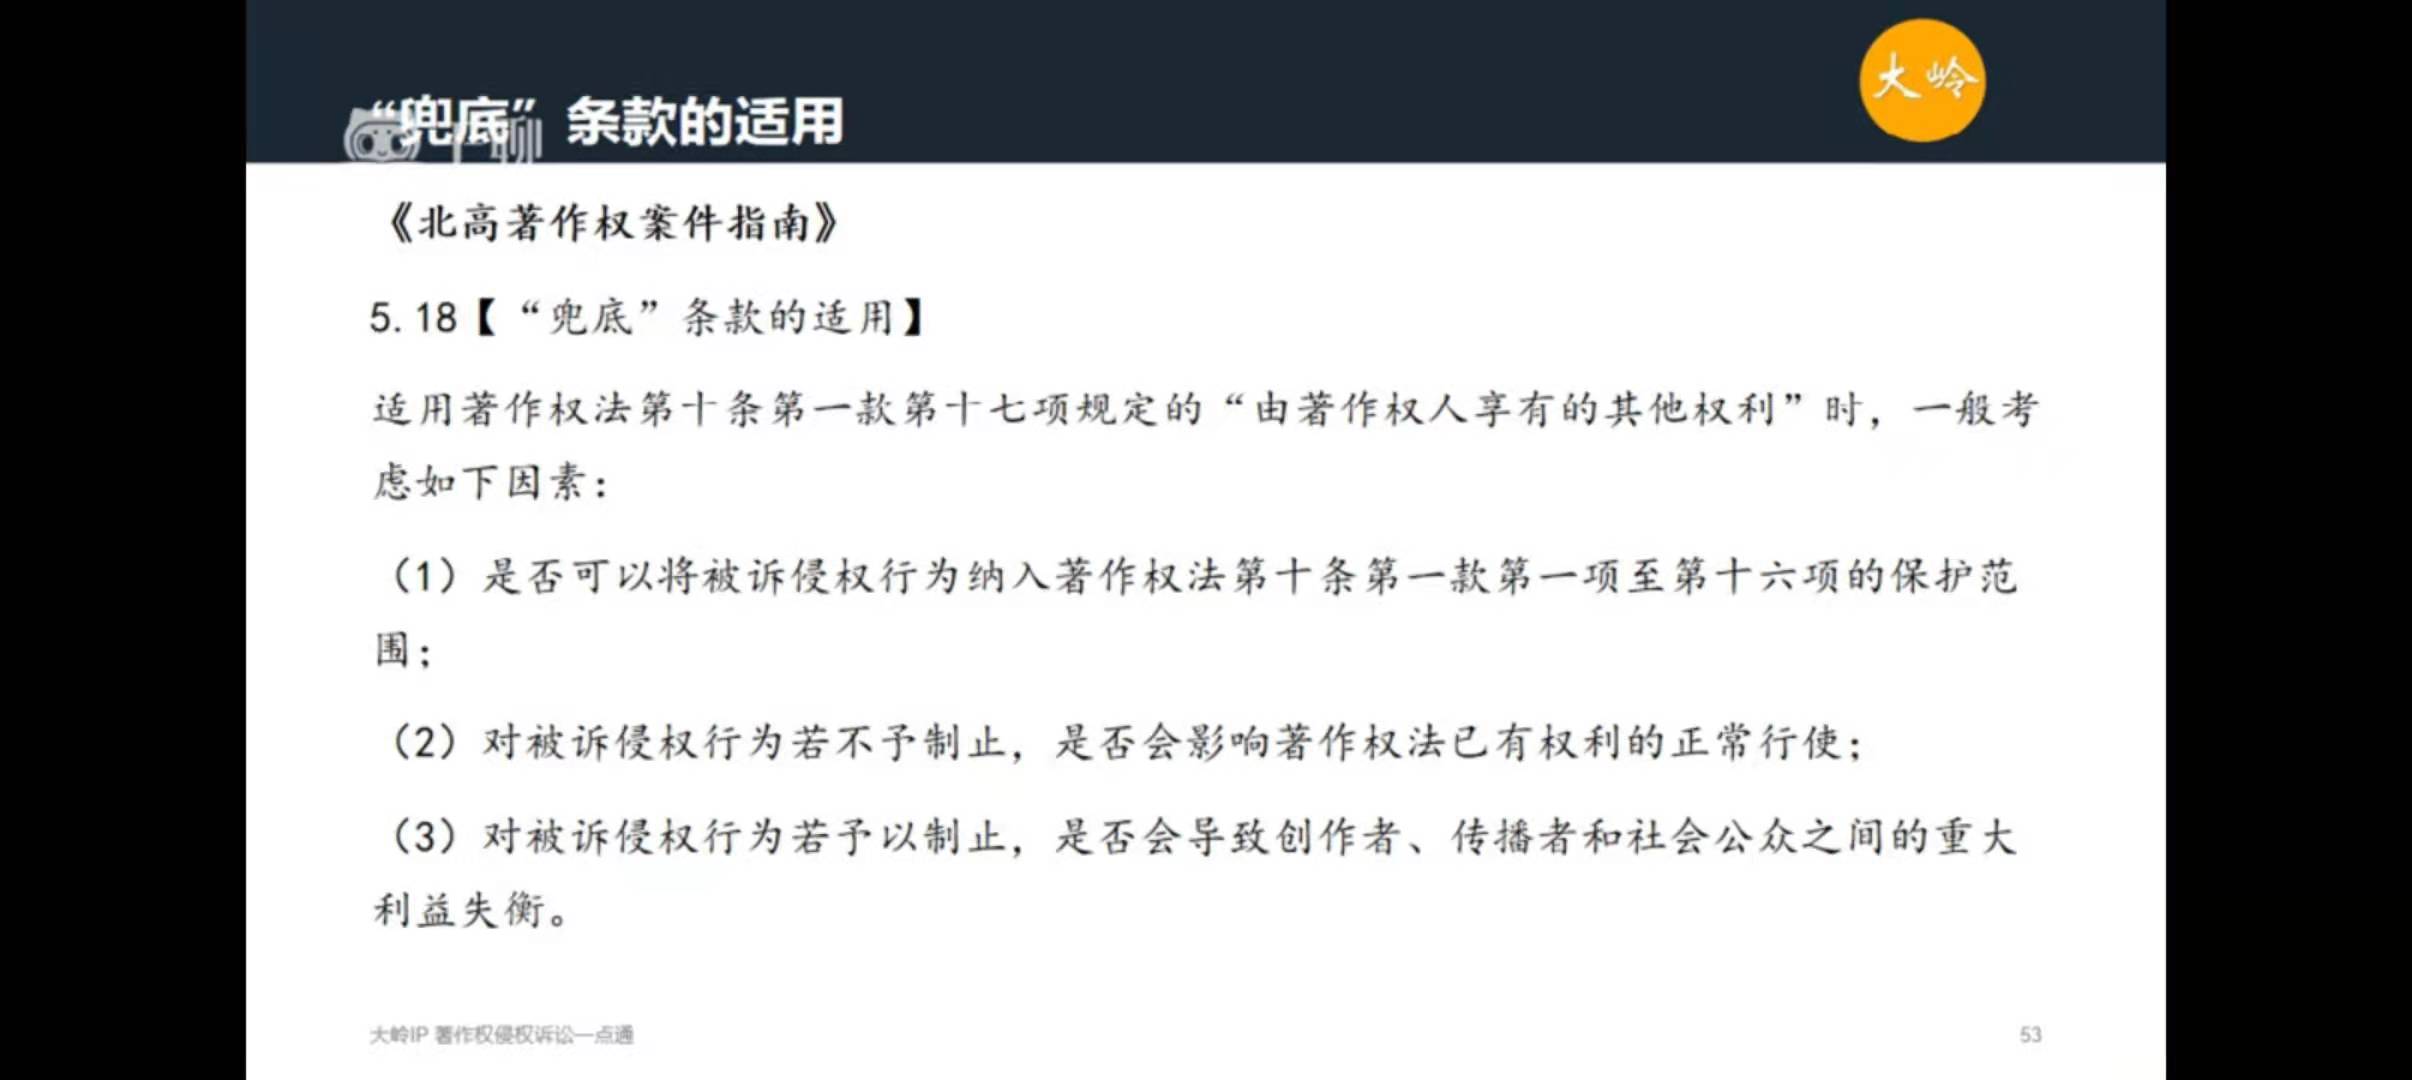 “兜底”条款的适用
大岭
《北高著作权案件指南》
5.18【“兜底”条款的适用】
适用著作权法第十条第一款第十七项规定的“由著作权人享有的其他权利”时，一般考
虑如下因素：
（1）是否可以将被诉侵权行为纳入著作权法第十条第一款第一项至第十六项的保护范
围；
（2）对被诉侵权行为若不予制止，是否会影响著作权法已有权利的正常行使；
（3）对被诉侵权行为若予以制止，是否会导致创作者、传播者和社会公众之间的重大
利益失衡。
大岭IP 著作权侵权诉讼一点通
53